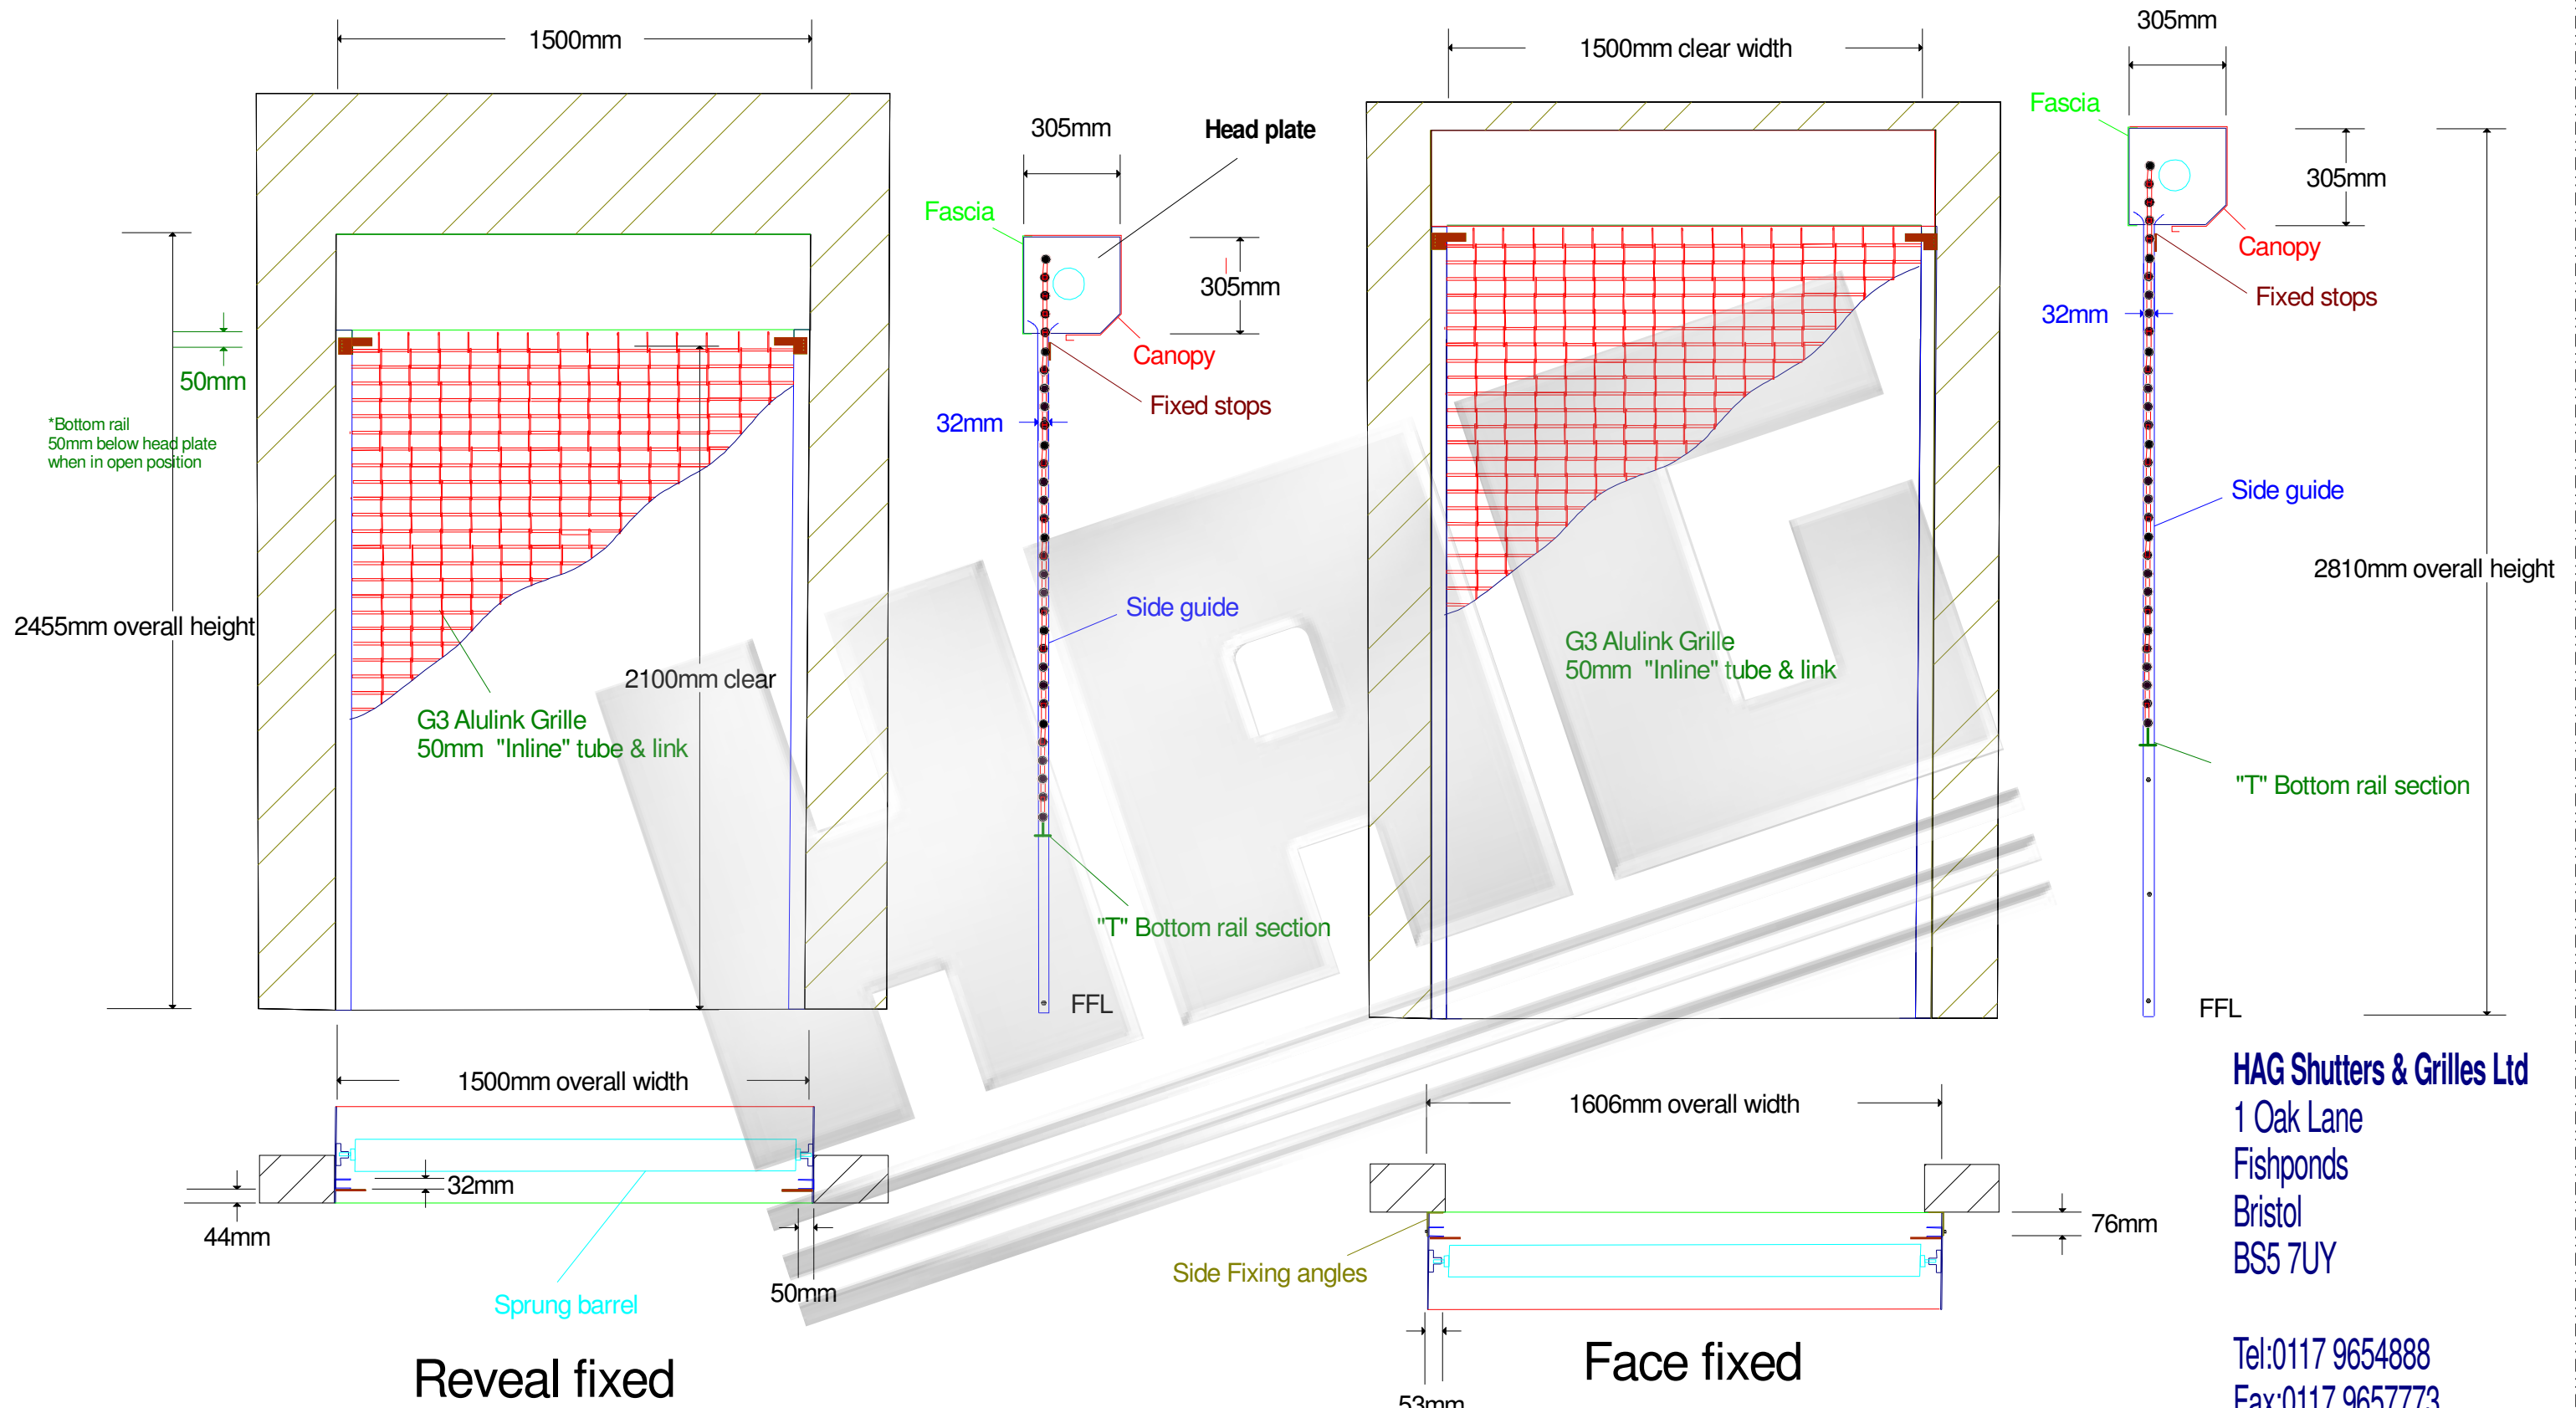 1500mm
1500mm clear width
305mm
Fascia
305mm
Head plate
305mm
Fascia
Canopy
305mm
Fixed stops
32mm
Canopy
50mm
Fixed stops
*Bottom rail
50mm below head plate
when in open position
32mm
Side guide
2810mm overall height
Side guide
2455mm overall height
G3 Alulink Grille
50mm "Inline" tube & link
2100mm clear
G3 Alulink Grille
50mm "Inline" tube & link
"T" Bottom rail section
"T" Bottom rail section
FFL
FFL
HAG
1500mm overall width
1606mm overall width
32mm
44mm
50mm
Sprung barrel
76mm
Side Fixing angles
53mm
Reveal fixed
Face fixed
HAG Shutters & Grilles Ltd
1 Oak Lane
Fishponds
Bristol
BS5 7UY
Tel:0117 9654888
Fax:0117 9657773